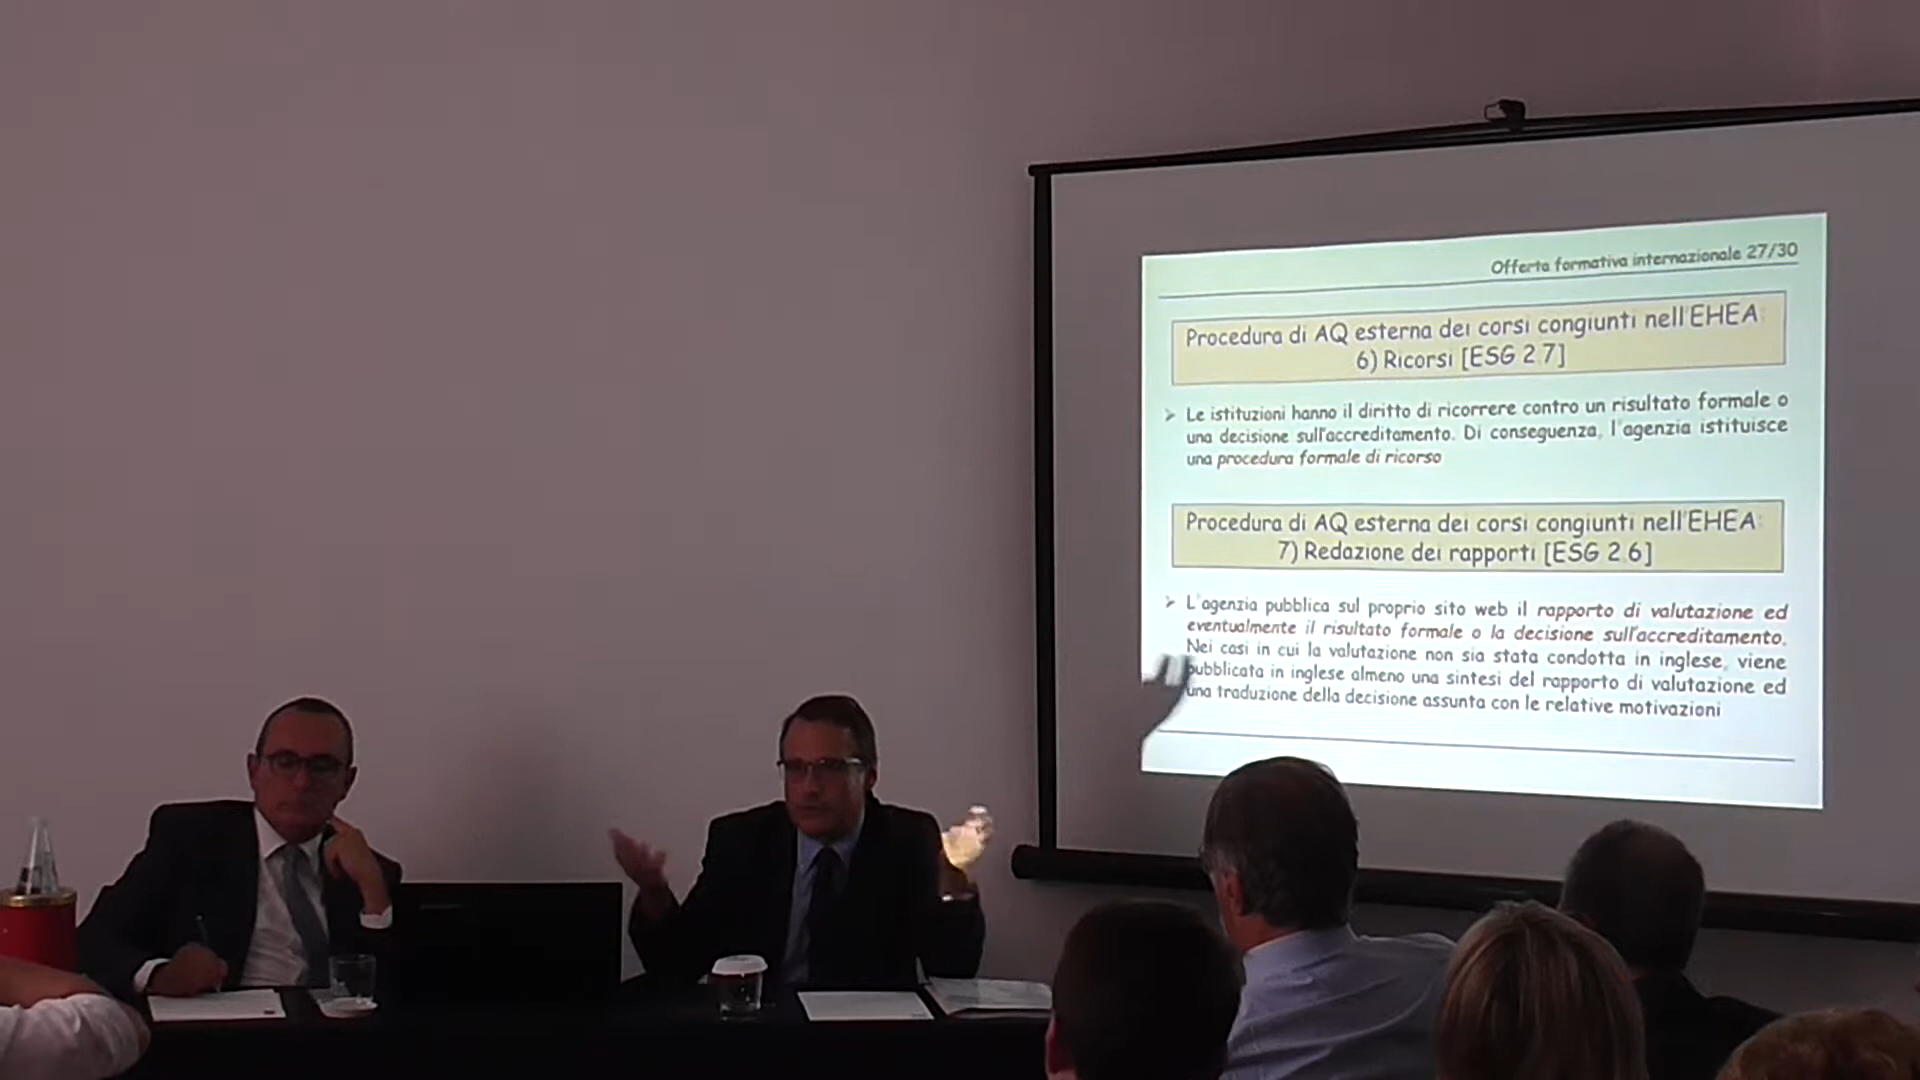 Offerta formativa internazionale 27/30
Procedura di AQ esterna dei corsi congiunti nell'EHEA:
6) Ricorsi [ESG 2.7]
➢ Le istituzioni hanno il diritto di ricorrere contro un risultato formale o
una decisione sull'accreditamento. Di conseguenza, l'agenzia istituisce
una procedura formale di ricorso
Procedura di AQ esterna dei corsi congiunti nell'EHEA:
7) Redazione dei rapporti [ESG 2.6]
➢ L'agenzia pubblica sul proprio sito web il rapporto di valutazione ed
eventualmente il risultato formale o la decisione sull'accreditamento.
Nei casi in cui la valutazione non sia stata condotta in inglese, viene
pubblicata in inglese almeno una sintesi del rapporto di valutazione ed
una traduzione della decisione assunta con le relative motivazioni